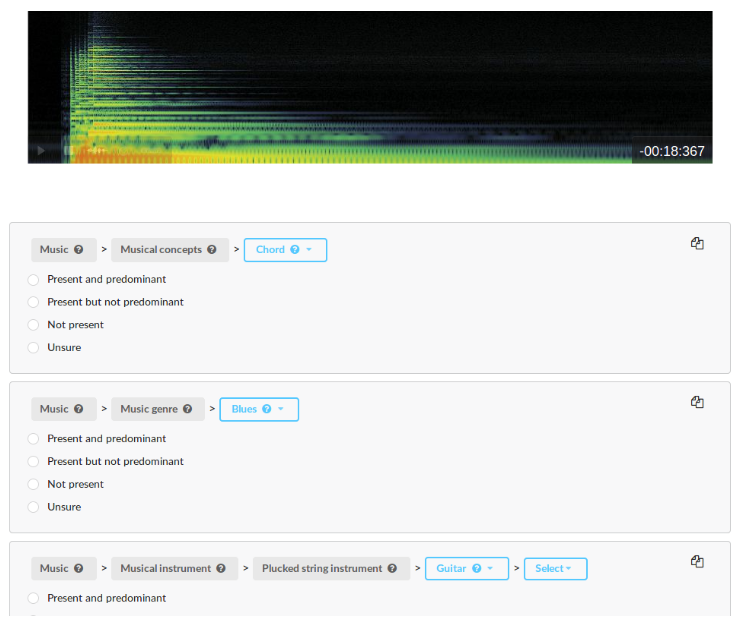 -00:18:367
Music > Musical concepts > Chord
Present and predominant
Present but not predominant
Not present
Unsure
Music > Music genre > Blues
Present and predominant
Present but not predominant
Not present
Unsure
Music > Musical instrument > Plucked string instrument > Guitar > Select
Present and predominant